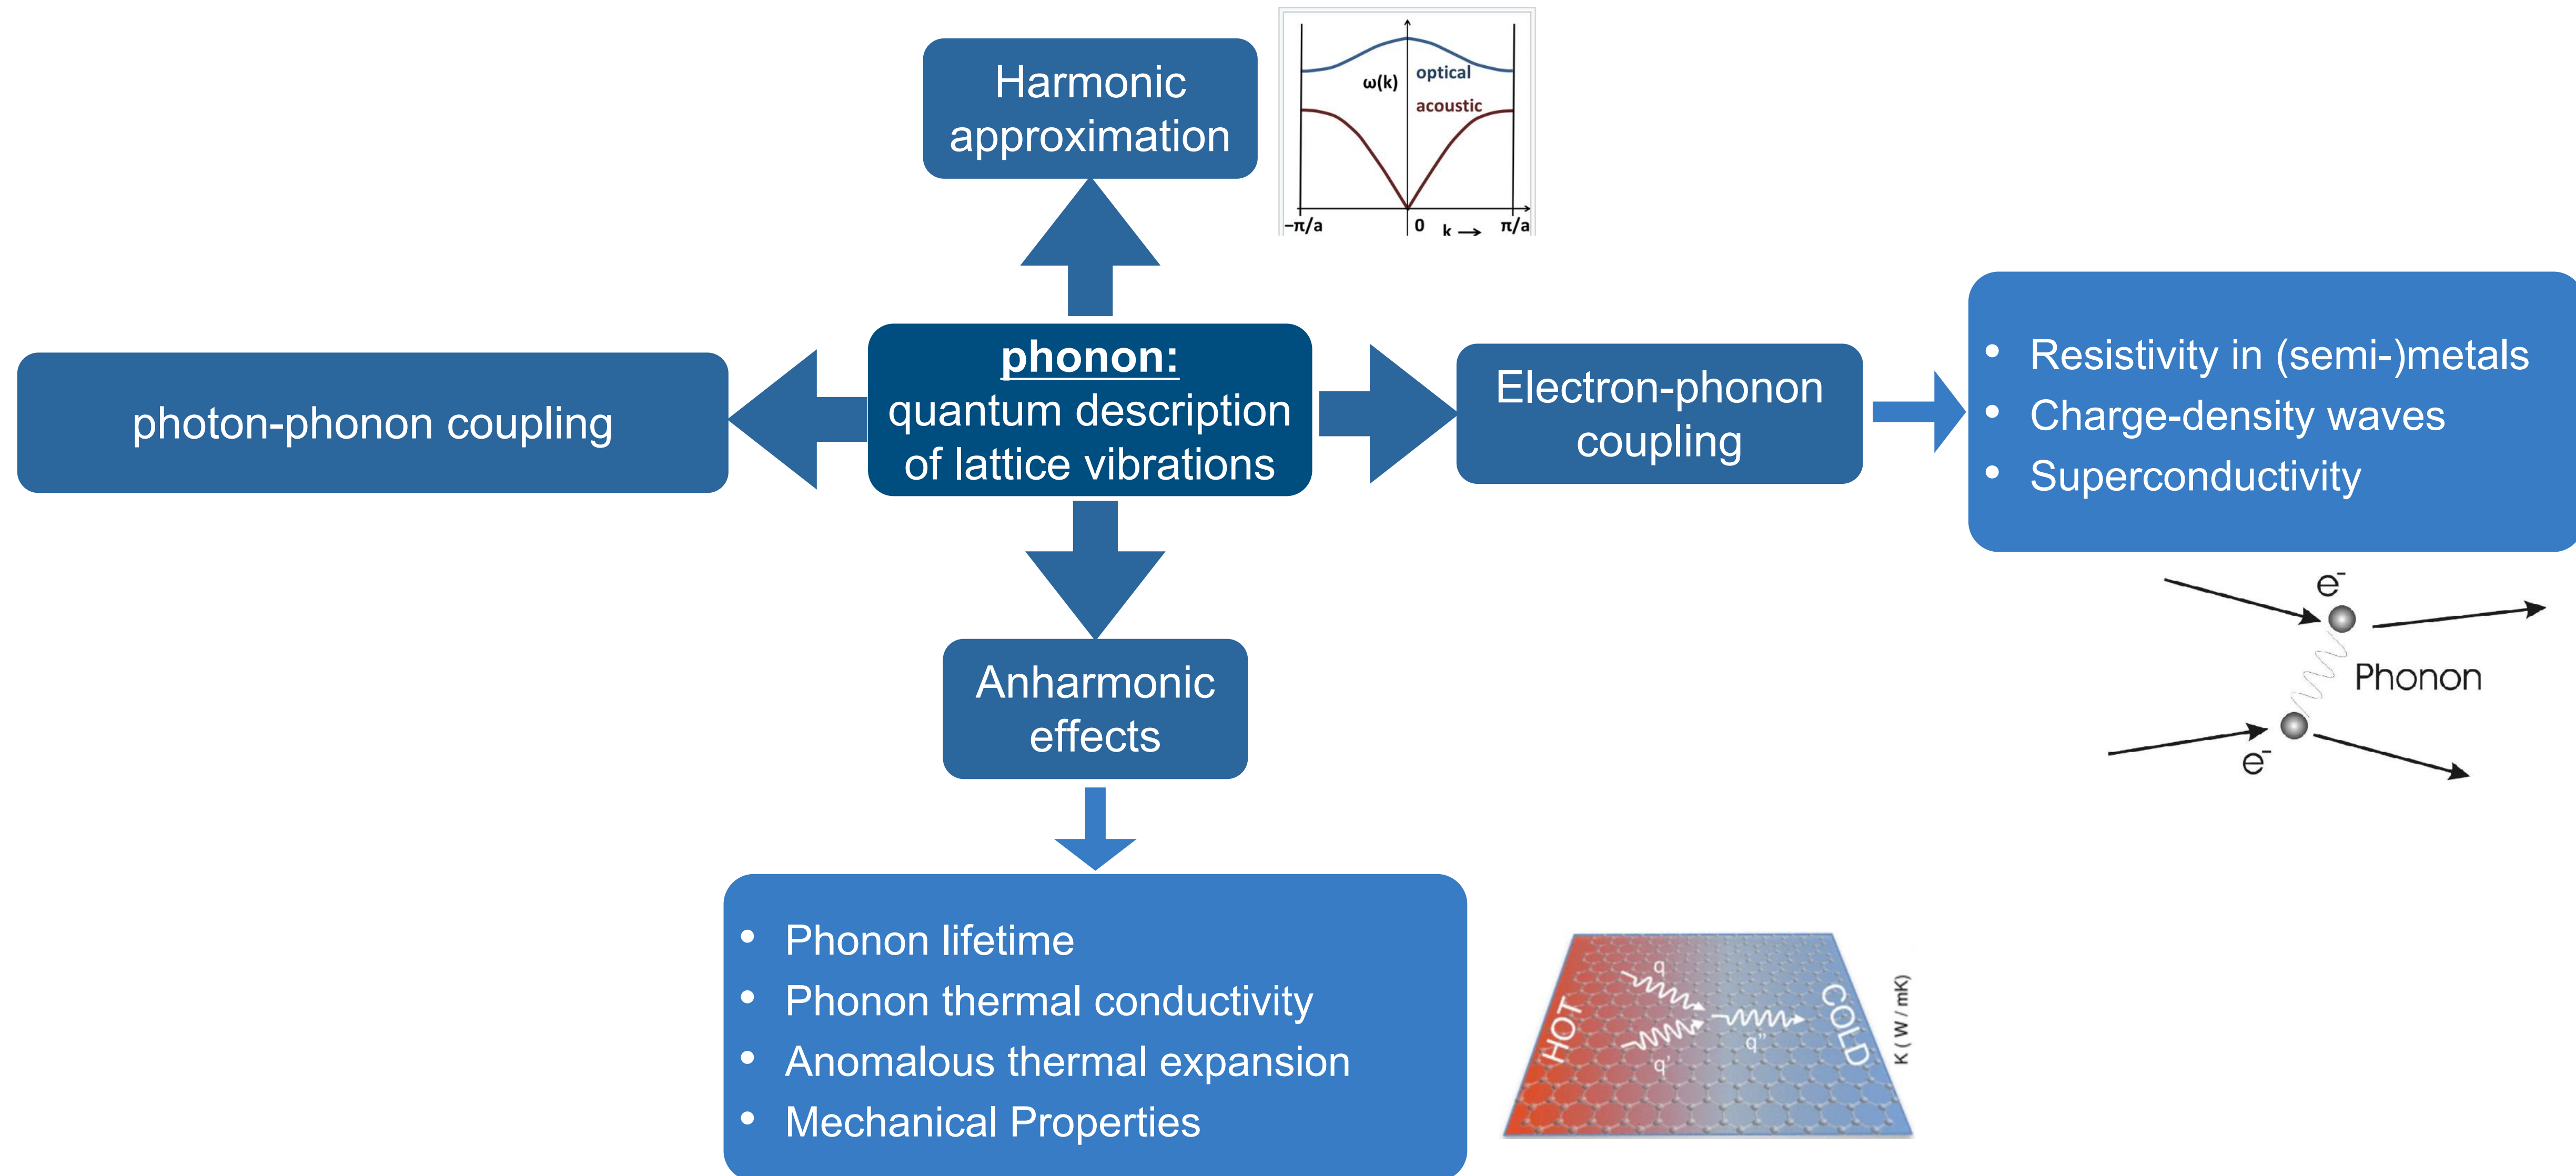 Harmonic
approximation
ω(k)
optical
acoustic
−π/a
0
k →
π/a
photon-phonon coupling
phonon:
quantum description
of lattice vibrations
Electron-phonon
coupling
• Resistivity in (semi-)metals
• Charge-density waves
• Superconductivity
e⁻
Phonon
e⁻
Anharmonic
effects
• Phonon lifetime
• Phonon thermal conductivity
• Anomalous thermal expansion
• Mechanical Properties
HOT
q
q'
q''
COLD
K ( W / mK)